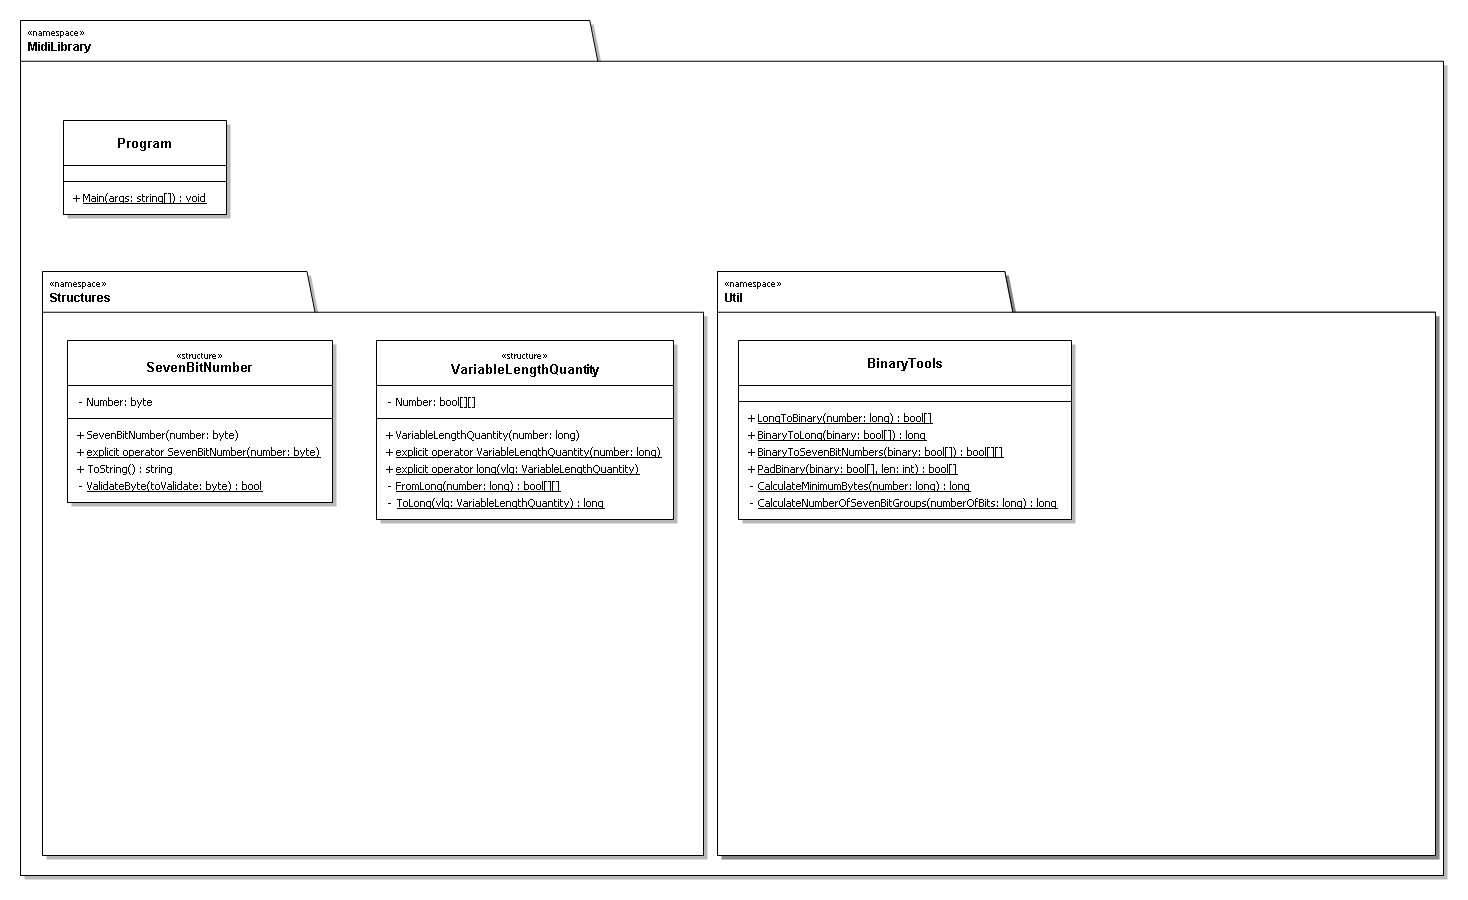 «namespace»
MidiLibrary
Program
+ Main(args: string[]) : void
«namespace»
Structures
«structure»
SevenBitNumber
- Number: byte
+ SevenBitNumber(number: byte)
+ explicit operator SevenBitNumber(number: byte)
+ ToString() : string
- ValidateByte(toValidate: byte) : bool
«structure»
VariableLengthQuantity
- Number: bool[][]
+ VariableLengthQuantity(number: long)
+ explicit operator VariableLengthQuantity(number: long)
+ explicit operator long(vlq: VariableLengthQuantity)
- FromLong(number: long) : bool[][]
- ToLong(vlq: VariableLengthQuantity) : long
«namespace»
Util
BinaryTools
+ LongToBinary(number: long) : bool[]
+ BinaryToLong(binary: bool[]) : long
+ BinaryToSevenBitNumbers(binary: bool[]) : bool[][]
+ PadBinary(binary: bool[], len: int) : bool[]
- CalculateMinimumBytes(number: long) : long
- CalculateNumberOfSevenBitGroups(numberOfBits: long) : long